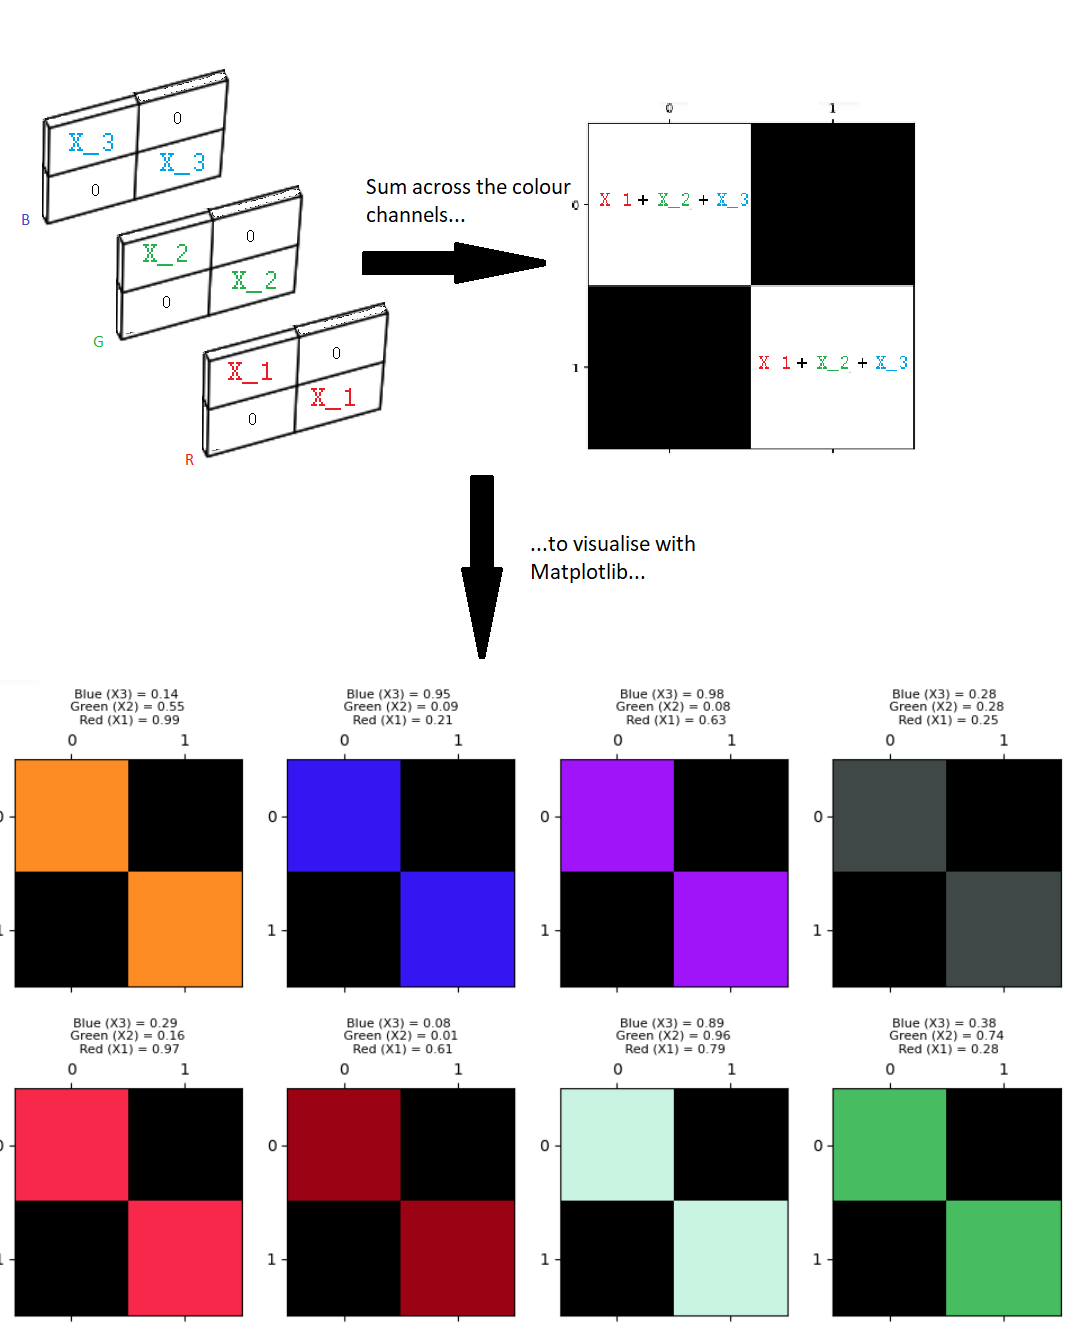 X_3
0
0
X_3
B
X_2
0
0
X_2
G
X_1
0
0
X_1
R
Sum across the colour
channels...
0 1
0
X 1 + X_2 + X_3
1
X 1 + X_2 + X_3
...to visualise with
Matplotlib...
Blue (X3) = 0.14
Green (X2) = 0.55
Red (X1) = 0.99
0 1
0
1
Blue (X3) = 0.95
Green (X2) = 0.09
Red (X1) = 0.21
0 1
0
1
Blue (X3) = 0.98
Green (X2) = 0.08
Red (X1) = 0.63
0 1
0
1
Blue (X3) = 0.28
Green (X2) = 0.28
Red (X1) = 0.25
0 1
0
1
Blue (X3) = 0.29
Green (X2) = 0.16
Red (X1) = 0.97
0 1
0
1
Blue (X3) = 0.08
Green (X2) = 0.01
Red (X1) = 0.61
0 1
0
1
Blue (X3) = 0.89
Green (X2) = 0.96
Red (X1) = 0.79
0 1
0
1
Blue (X3) = 0.38
Green (X2) = 0.74
Red (X1) = 0.28
0 1
0
1